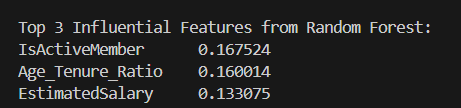 Top 3 Influential Features from Random Forest:
IsActiveMember 0.167524
Age_Tenure_Ratio 0.160014
EstimatedSalary 0.133075